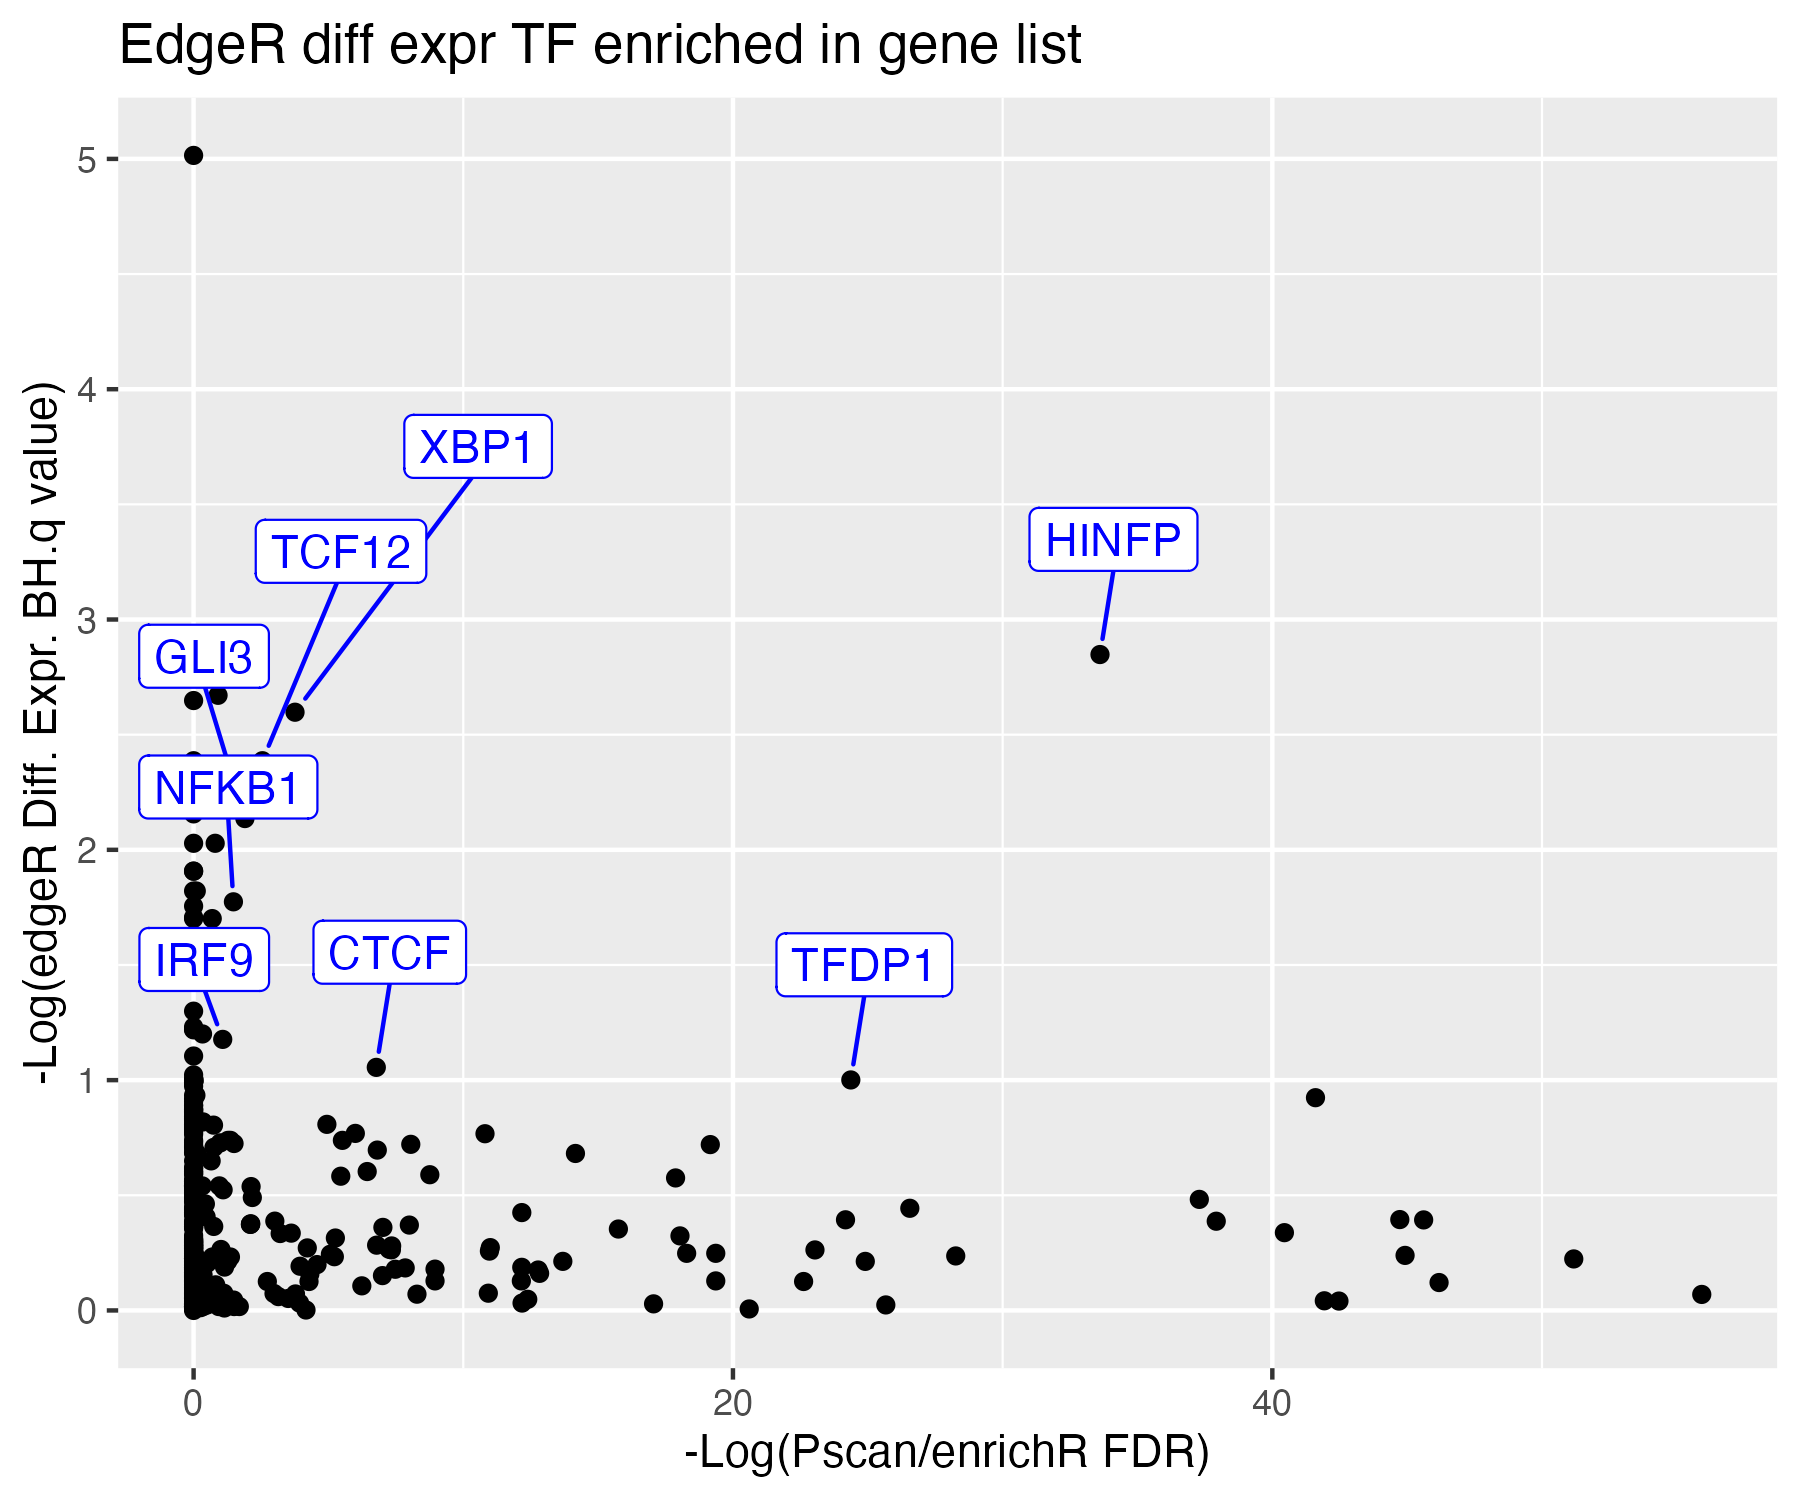 EdgeR diff expr TF enriched in gene list
-Log(edgeR Diff. Expr. BH.q value)
5
4
3
2
1
0
XBP1
TCF12
HINFP
GLI3
NFKB1
IRF9
CTCF
TFDP1
0
20
40
-Log(Pscan/enrichR FDR)